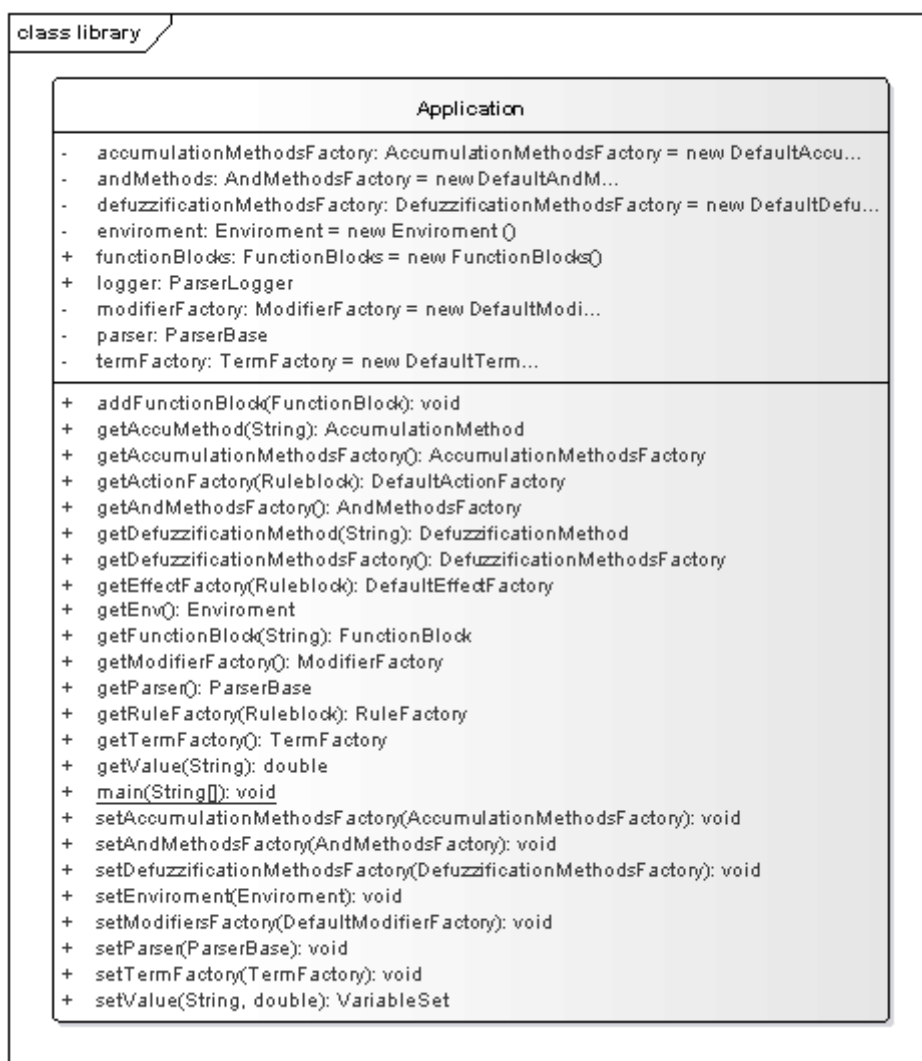 class library
Application
- accumulationMethodsFactory: AccumulationMethodsFactory = new DefaultAccu...
- andMethods: AndMethodsFactory = new DefaultAndM...
- defuzzificationMethodsFactory: DefuzzificationMethodsFactory = new DefaultDefu...
- enviroment: Enviroment = new Enviroment ()
+ functionBlocks: FunctionBlocks = new FunctionBlocks()
+ logger: ParserLogger
- modifierFactory: ModifierFactory = new DefaultModi...
- parser: ParserBase
- termFactory: TermFactory = new DefaultTerm...
+ addFunctionBlock(FunctionBlock): void
+ getAccuMethod(String): AccumulationMethod
+ getAccumulationMethodsFactory(): AccumulationMethodsFactory
+ getActionFactory(Ruleblock): DefaultActionFactory
+ getAndMethodsFactory(): AndMethodsFactory
+ getDefuzzificationMethod(String): DefuzzificationMethod
+ getDefuzzificationMethodsFactory(): DefuzzificationMethodsFactory
+ getEffectFactory(Ruleblock): DefaultEffectFactory
+ getEnv(): Enviroment
+ getFunctionBlock(String): FunctionBlock
+ getModifierFactory(): ModifierFactory
+ getParser(): ParserBase
+ getRuleFactory(Ruleblock): RuleFactory
+ getTermFactory(): TermFactory
+ getValue(String): double
+ main(String[]): void
+ setAccumulationMethodsFactory(AccumulationMethodsFactory): void
+ setAndMethodsFactory(AndMethodsFactory): void
+ setDefuzzificationMethodsFactory(DefuzzificationMethodsFactory): void
+ setEnviroment(Enviroment): void
+ setModifiersFactory(DefaultModifierFactory): void
+ setParser(ParserBase): void
+ setTermFactory(TermFactory): void
+ setValue(String, double): VariableSet